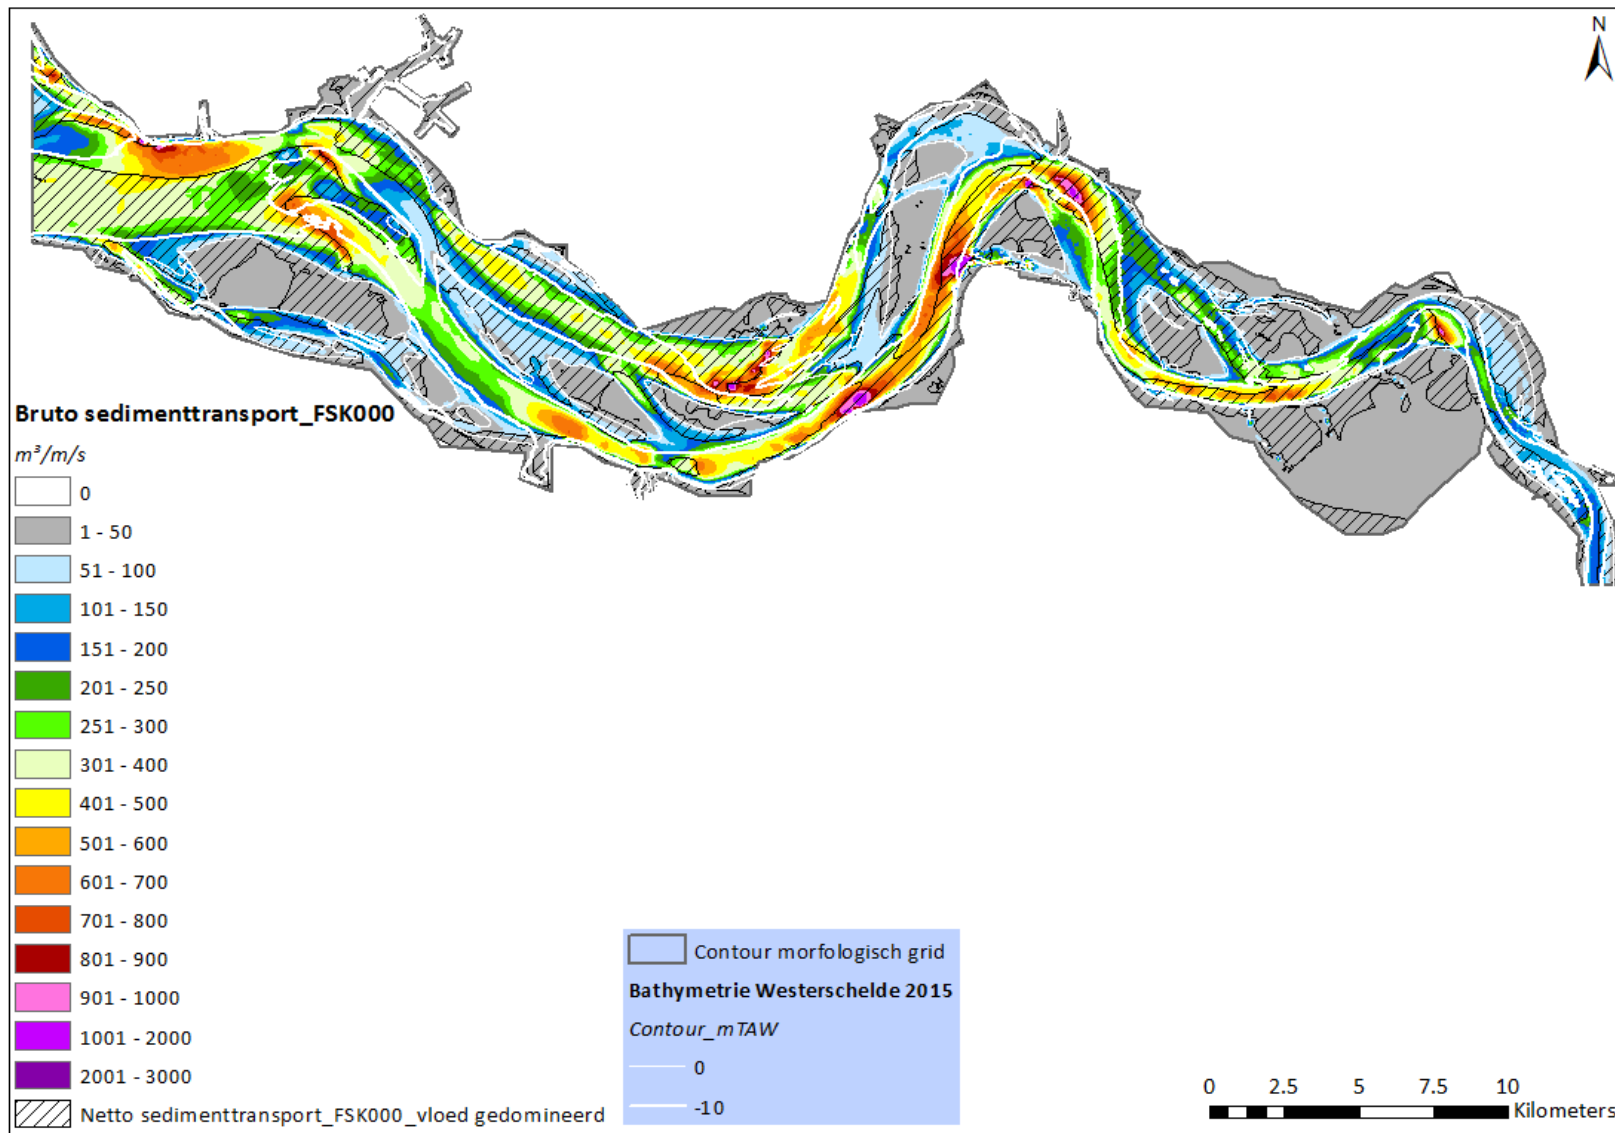 N
Bruto sedimenttransport_FSK000
m³/m/s
0
1 - 50
51 - 100
101 - 150
151 - 200
201 - 250
251 - 300
301 - 400
401 - 500
501 - 600
601 - 700
701 - 800
801 - 900
901 - 1000
1001 - 2000
2001 - 3000
Netto sedimenttransport_FSK000_vloed gedomineerd
Contour morfologisch grid
Bathymetrie Westerschelde 2015
Contour_mTAW
0
-10
0 2.5 5 7.5 10
Kilometers